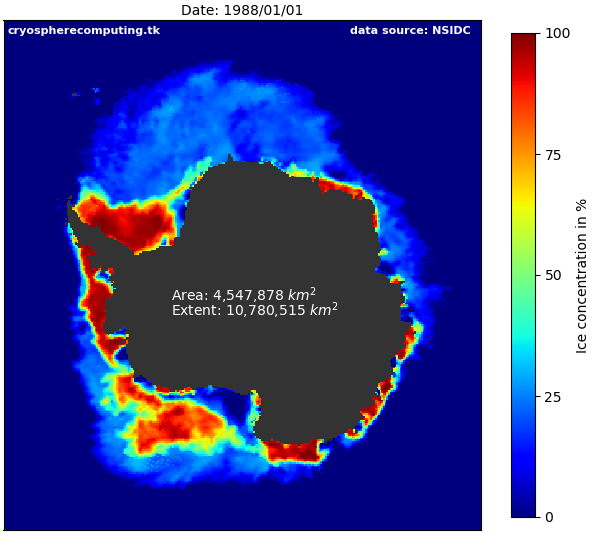 Date: 1988/01/01
cryospherecomputing.tk
data source: NSIDC
Area: 4,547,878 km²
Extent: 10,780,515 km²
100
75
50
25
0
Ice concentration in %